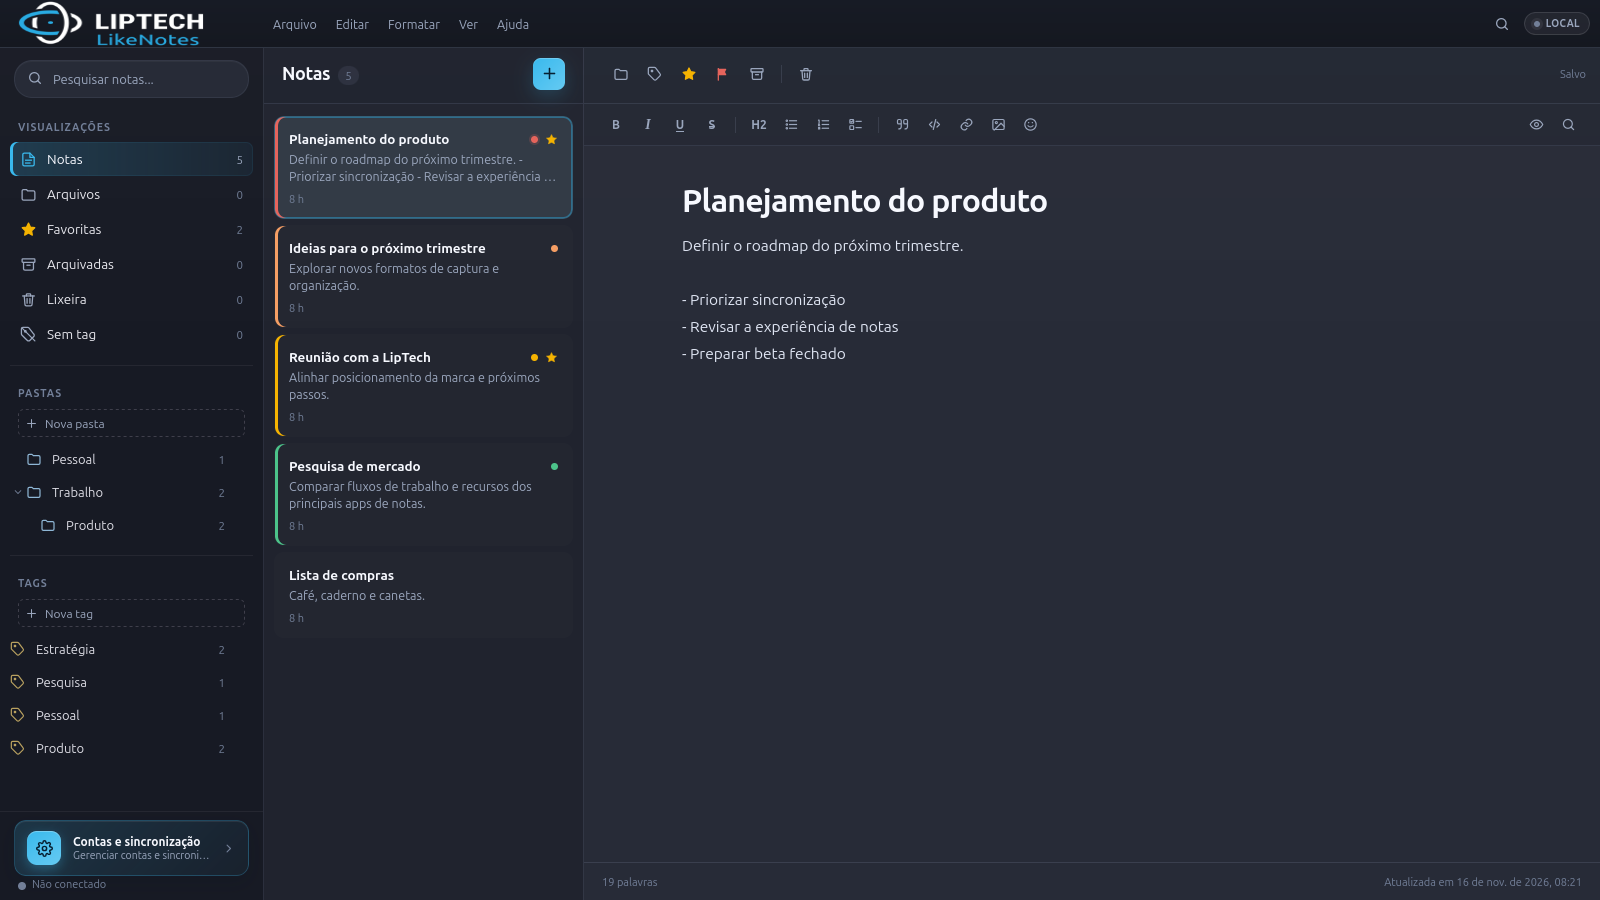 LIPTECH
LikeNotes
Arquivo
Editar
Formatar
Ver
Ajuda
LOCAL
Pesquisar notas...
VISUALIZAÇÕES
Notas 5
Arquivos 0
Favoritas 2
Arquivadas 0
Lixeira 0
Sem tag 0
PASTAS
+ Nova pasta
Pessoal 1
Trabalho 2
Produto 2
TAGS
+ Nova tag
Estratégia 2
Pesquisa 1
Pessoal 1
Produto 2
Contas e sincronização
Gerenciar contas e sincroni...
Não conectado
Notas 5
+
Planejamento do produto
Definir o roadmap do próximo trimestre. -
Priorizar sincronização - Revisar a experiência ...
8 h
Ideias para o próximo trimestre
Explorar novos formatos de captura e
organização.
8 h
Reunião com a LipTech
Alinhar posicionamento da marca e próximos
passos.
8 h
Pesquisa de mercado
Comparar fluxos de trabalho e recursos dos
principais apps de notas.
8 h
Lista de compras
Café, caderno e canetas.
8 h
Salvo
B I U S H2
Planejamento do produto
Definir o roadmap do próximo trimestre.
- Priorizar sincronização
- Revisar a experiência de notas
- Preparar beta fechado
19 palavras
Atualizada em 16 de nov. de 2026, 08:21